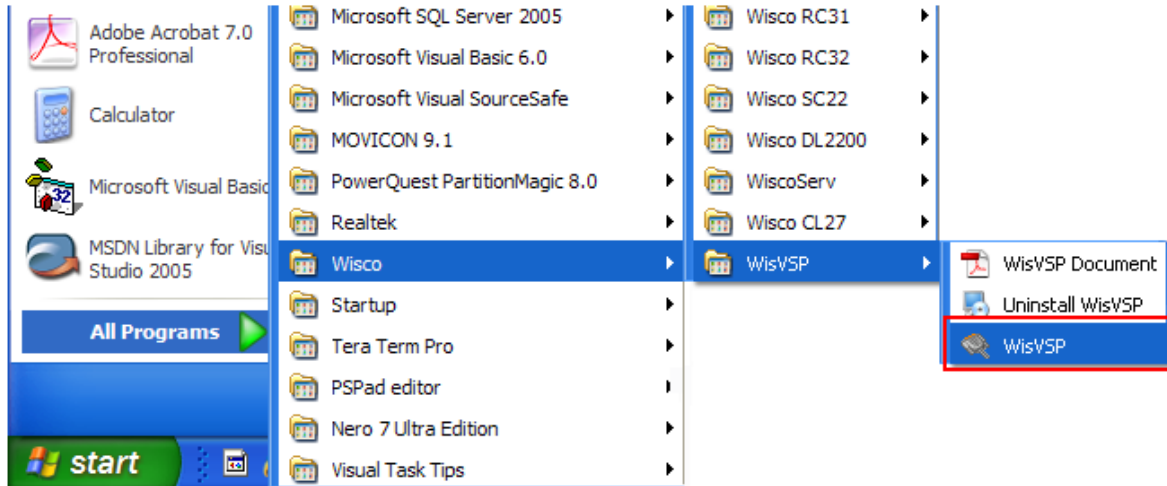 Adobe Acrobat 7.0
Professional
Calculator
Microsoft Visual Basic
MSDN Library for Visu
Studio 2005
All Programs
start
Microsoft SQL Server 2005
Microsoft Visual Basic 6.0
Microsoft Visual SourceSafe
MOVICON 9.1
PowerQuest PartitionMagic 8.0
Realtek
Wisco
Startup
Tera Term Pro
PSPad editor
Nero 7 Ultra Edition
Visual Task Tips
Wisco RC31
Wisco RC32
Wisco SC22
Wisco DL2200
WiscoServ
Wisco CL27
WisVSP
WisVSP Document
Uninstall WisVSP
WisVSP